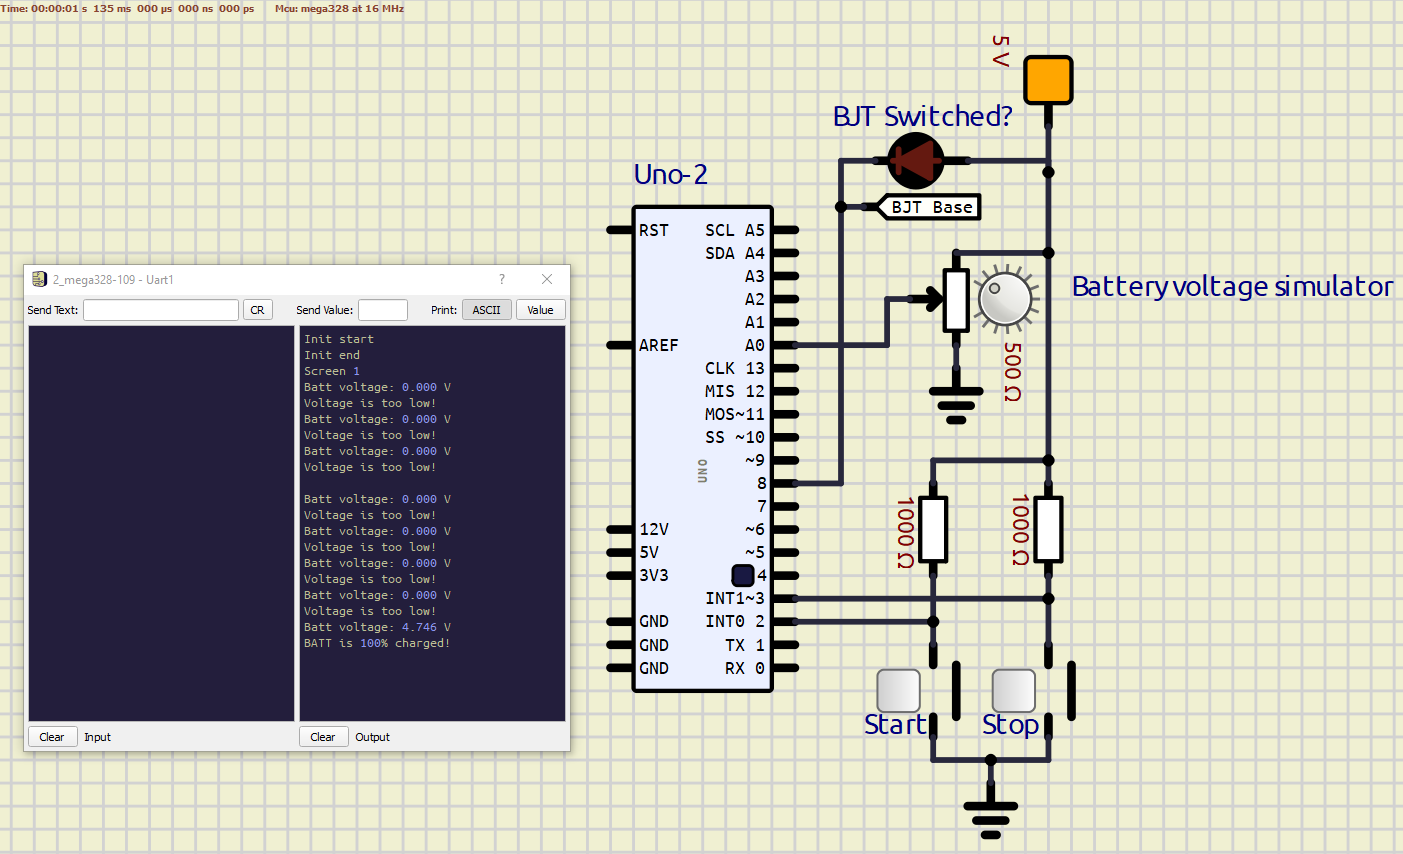 Time: 00:00:01 s  135 ms  000 µs  000 ns  000 ps     Mcu: mega328 at 16 MHz
5 V
BJT Switched?
BJT Base
Uno-2
RST
AREF
12V
5V
3V3
GND
GND
GND
UNO
SCL A5
SDA A4
A3
A2
A1
A0
CLK 13
MIS 12
MOS~11
SS ~10
~9
8
7
~6
~5
4
INT1~3
INT0 2
TX 1
RX 0
Battery voltage simulator
500 Ω
1000 Ω
1000 Ω
Start
Stop
2_mega328-109 - Uart1
?
Send Text:
CR
Send Value:
Print:
ASCII
Value
Init start
Init end
Screen 1
Batt voltage: 0.000 V
Voltage is too low!
Batt voltage: 0.000 V
Voltage is too low!
Batt voltage: 0.000 V
Voltage is too low!
Batt voltage: 0.000 V
Voltage is too low!
Batt voltage: 0.000 V
Voltage is too low!
Batt voltage: 0.000 V
Voltage is too low!
Batt voltage: 0.000 V
Voltage is too low!
Batt voltage: 4.746 V
BATT is 100% charged!
Clear
Input
Clear
Output